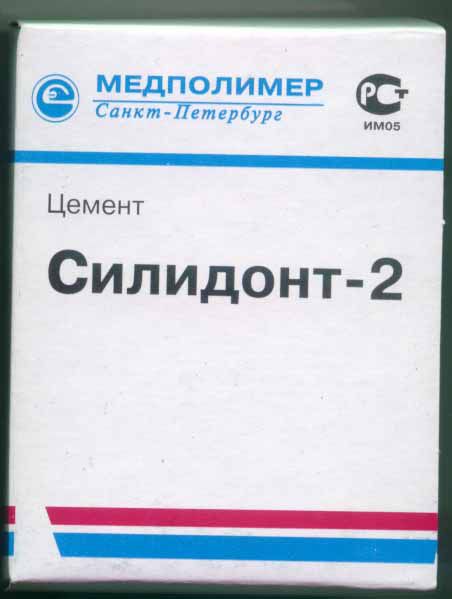 МЕДПОЛИМЕР
Санкт-Петербург
РСТ
ИМ05
Цемент
Силидонт-2